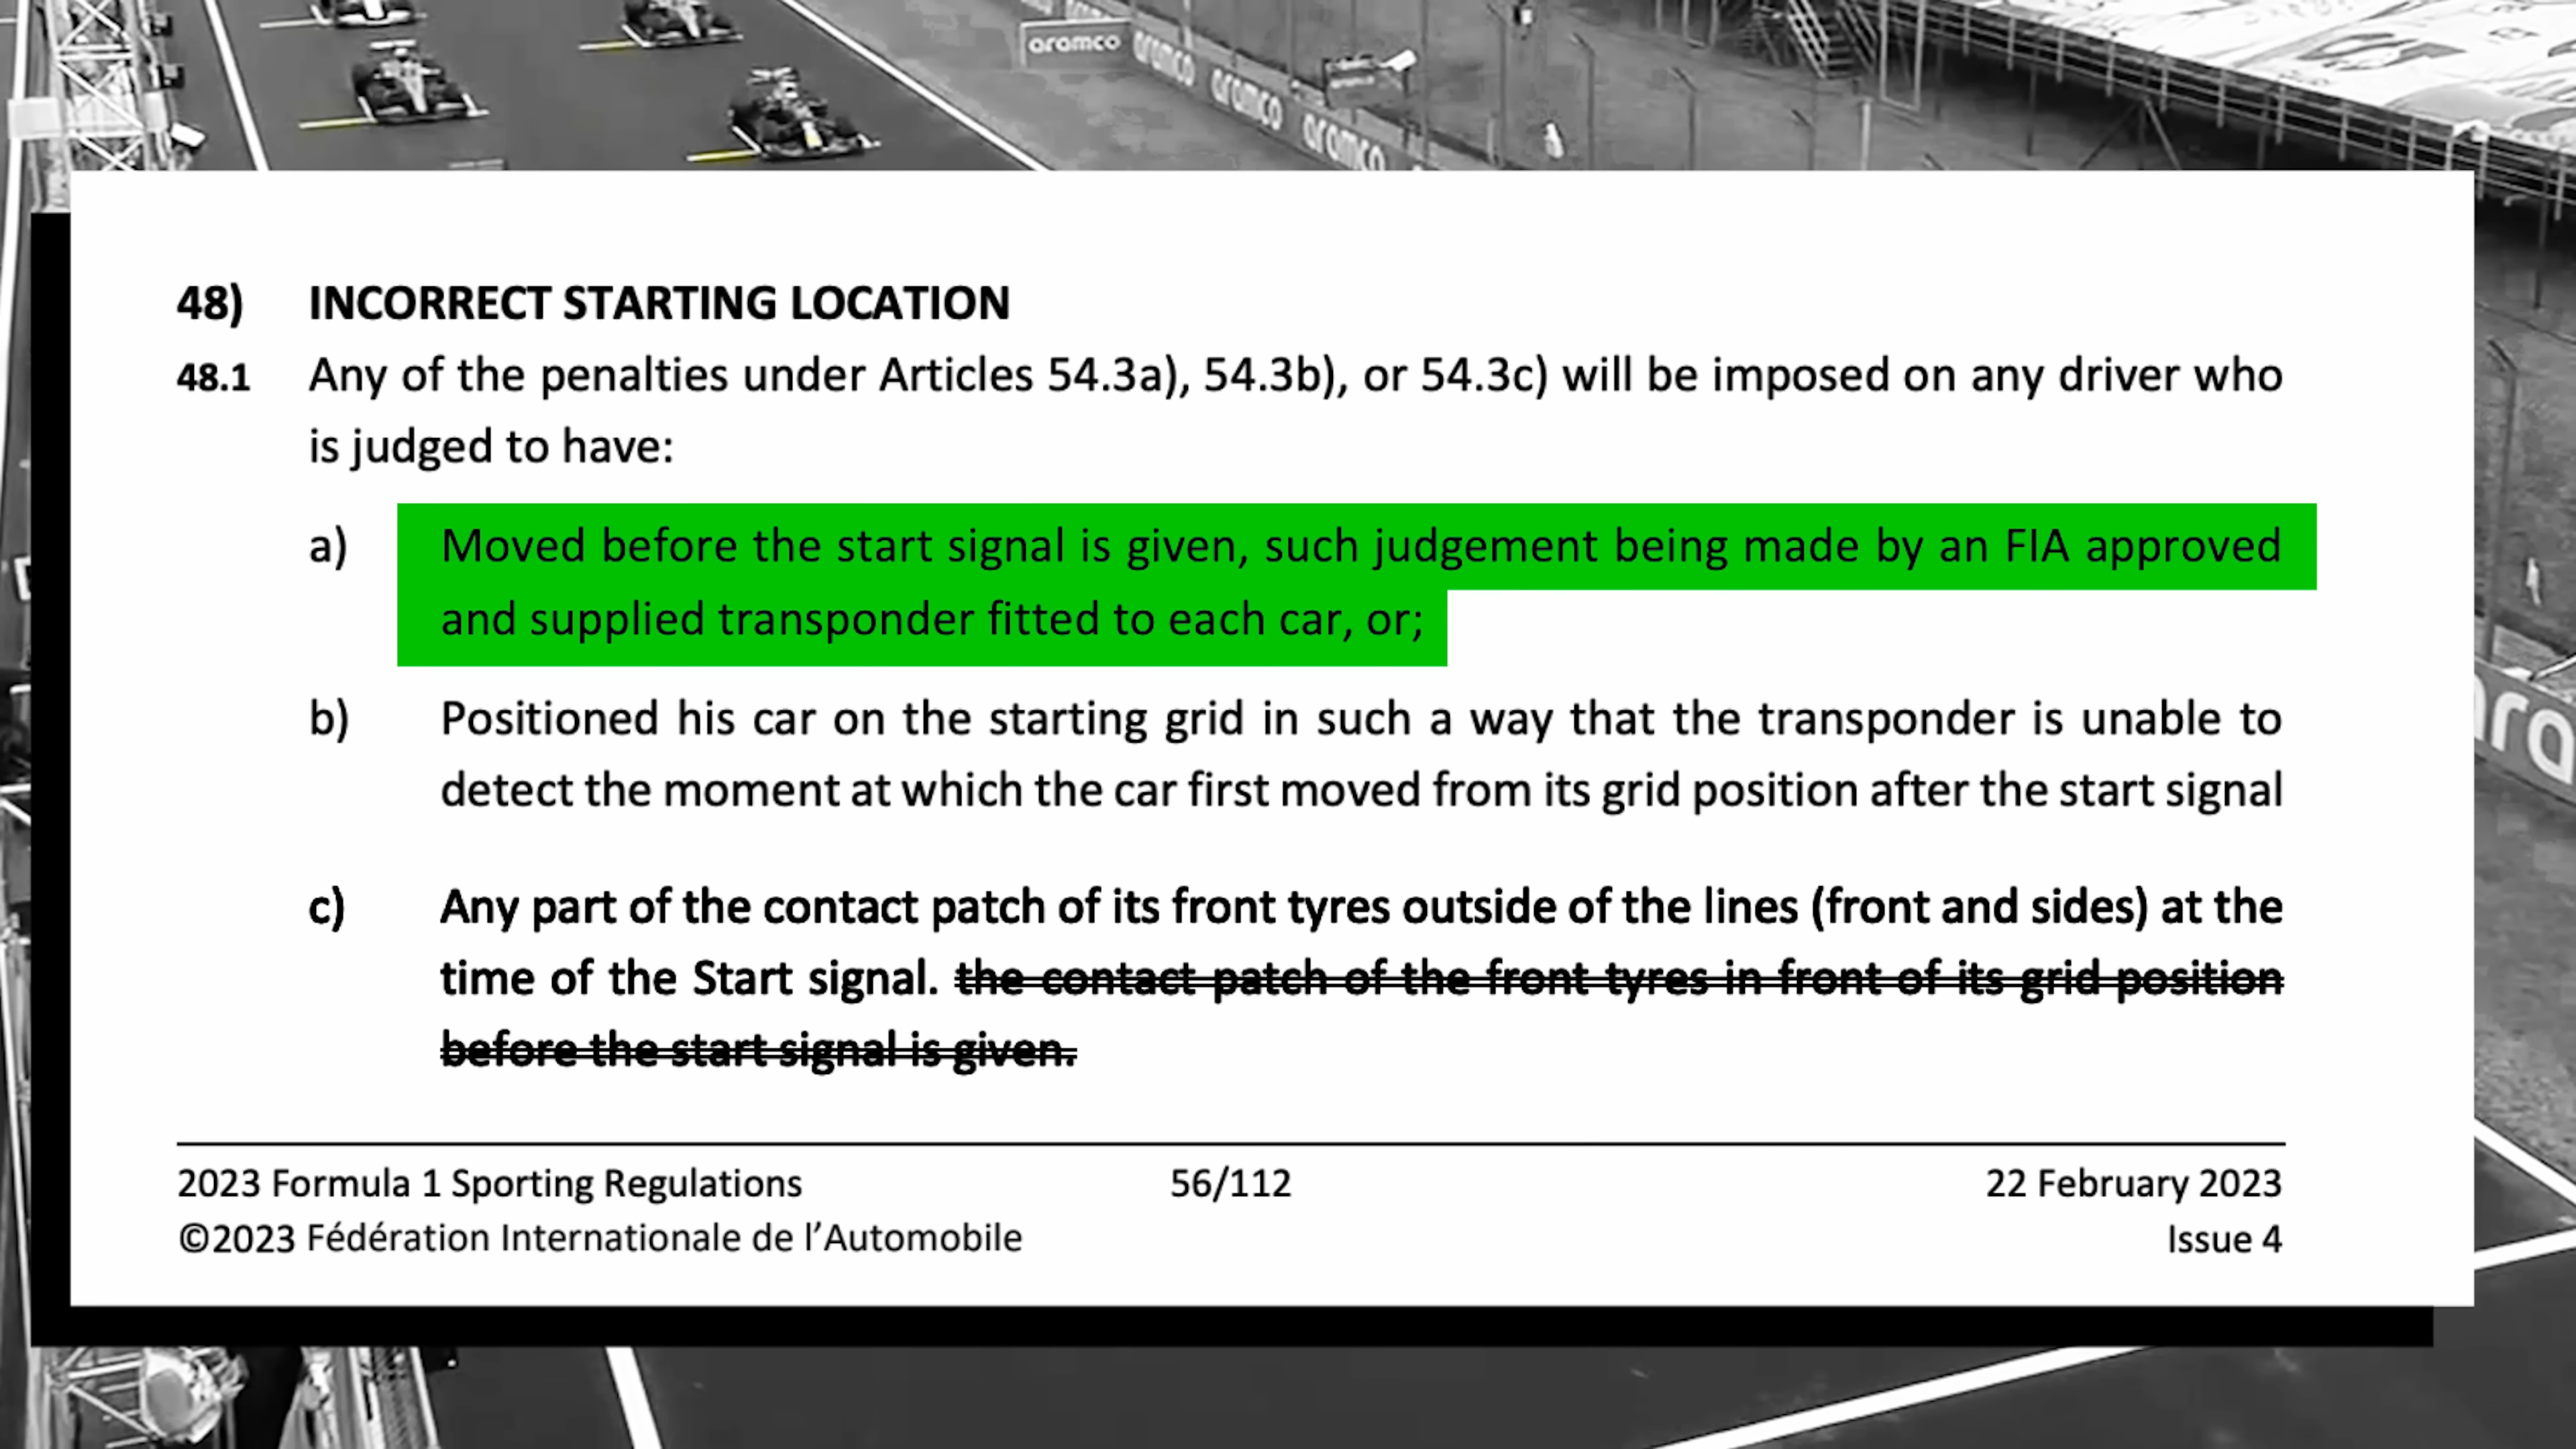 aramco
aramco
aramco
aramco
48) INCORRECT STARTING LOCATION
48.1 Any of the penalties under Articles 54.3a), 54.3b), or 54.3c) will be imposed on any driver who
is judged to have:
a) Moved before the start signal is given, such judgement being made by an FIA approved
and supplied transponder fitted to each car, or;
b) Positioned his car on the starting grid in such a way that the transponder is unable to
detect the moment at which the car first moved from its grid position after the start signal
c) Any part of the contact patch of its front tyres outside of the lines (front and sides) at the
time of the Start signal. the contact patch of the front tyres in front of its grid position
before the start signal is given.
2023 Formula 1 Sporting Regulations 56/112 22 February 2023
©2023 Fédération Internationale de l'Automobile Issue 4